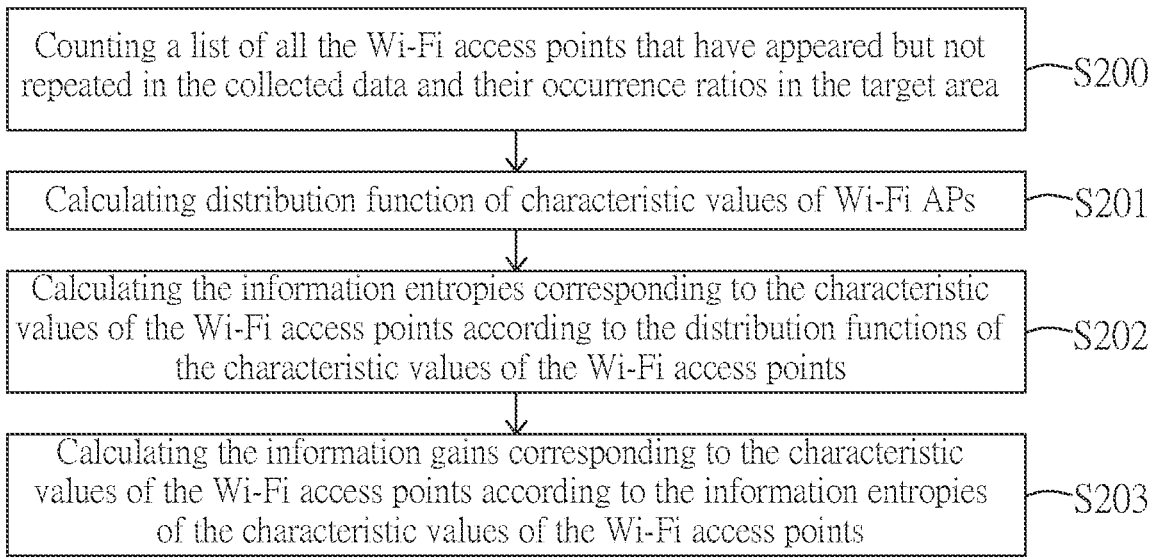 Counting a list of all the Wi-Fi access points that have appeared but not
repeated in the collected data and their occurrence ratios in the target area
S200
Calculating distribution function of characteristic values of Wi-Fi APs
S201
Calculating the information entropies corresponding to the characteristic
values of the Wi-Fi access points according to the distribution functions of
the characteristic values of the Wi-Fi access points
S202
Calculating the information gains corresponding to the characteristic
values of the Wi-Fi access points according to the information entropies
of the characteristic values of the Wi-Fi access points
S203